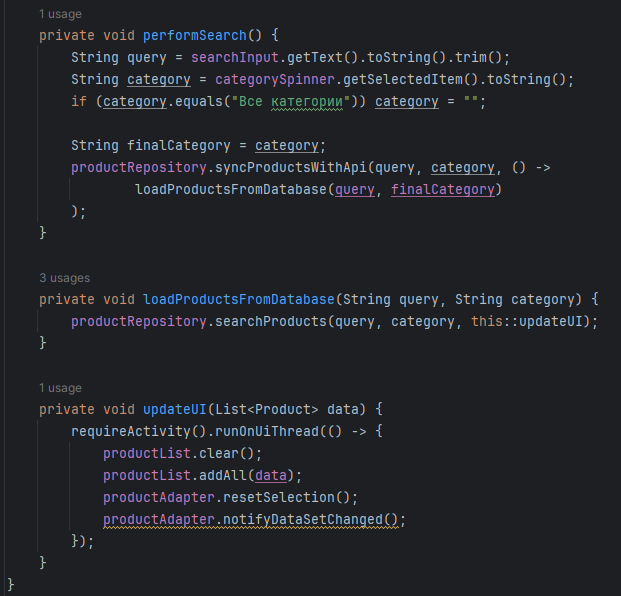 1 usage
private void performSearch() {
String query = searchInput.getText().toString().trim();
String category = categorySpinner.getSelectedItem().toString();
if (category.equals("Все категории")) category = "";
String finalCategory = category;
productRepository.syncProductsWithApi(query, category, () ->
loadProductsFromDatabase(query, finalCategory)
);
}
3 usages
private void loadProductsFromDatabase(String query, String category) {
productRepository.searchProducts(query, category, this::updateUI);
}
1 usage
private void updateUI(List<Product> data) {
requireActivity().runOnUiThread(() -> {
productList.clear();
productList.addAll(data);
productAdapter.resetSelection();
productAdapter.notifyDataSetChanged();
});
}
}